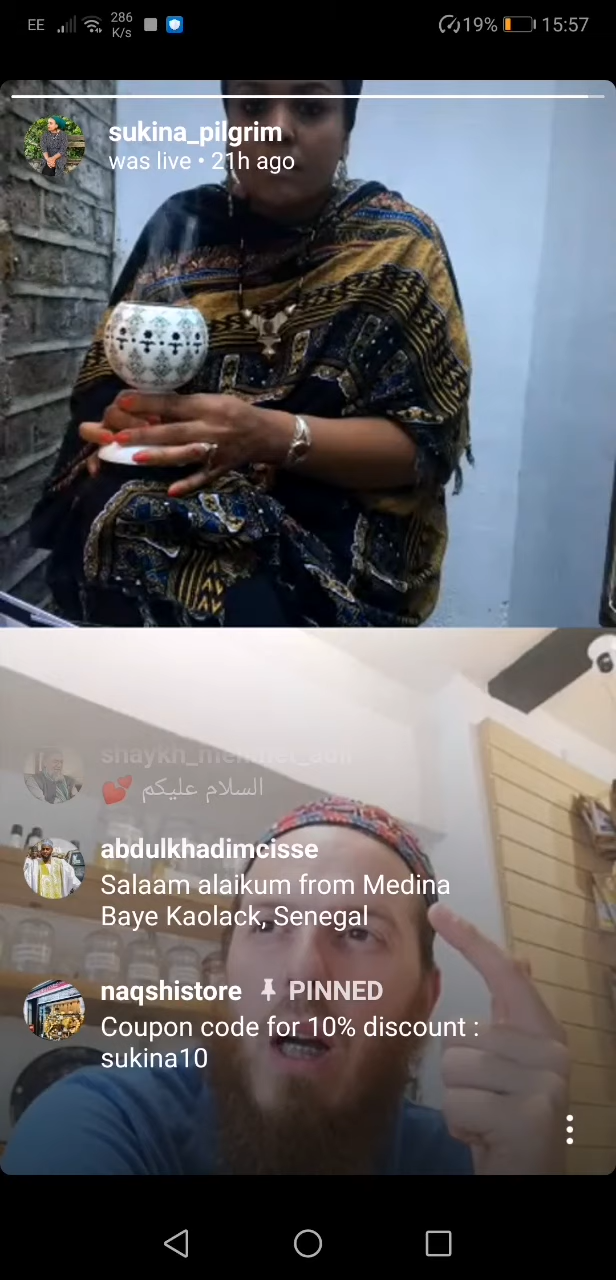 EE
286
K/s
19%
15:57
sukina_pilgrim
was live • 21h ago
💕 السلام عليكم
abdulkhadimcisse
Salaam alaikum from Medina
Baye Kaolack, Senegal
naqshistore 📌 PINNED
Coupon code for 10% discount :
sukina10